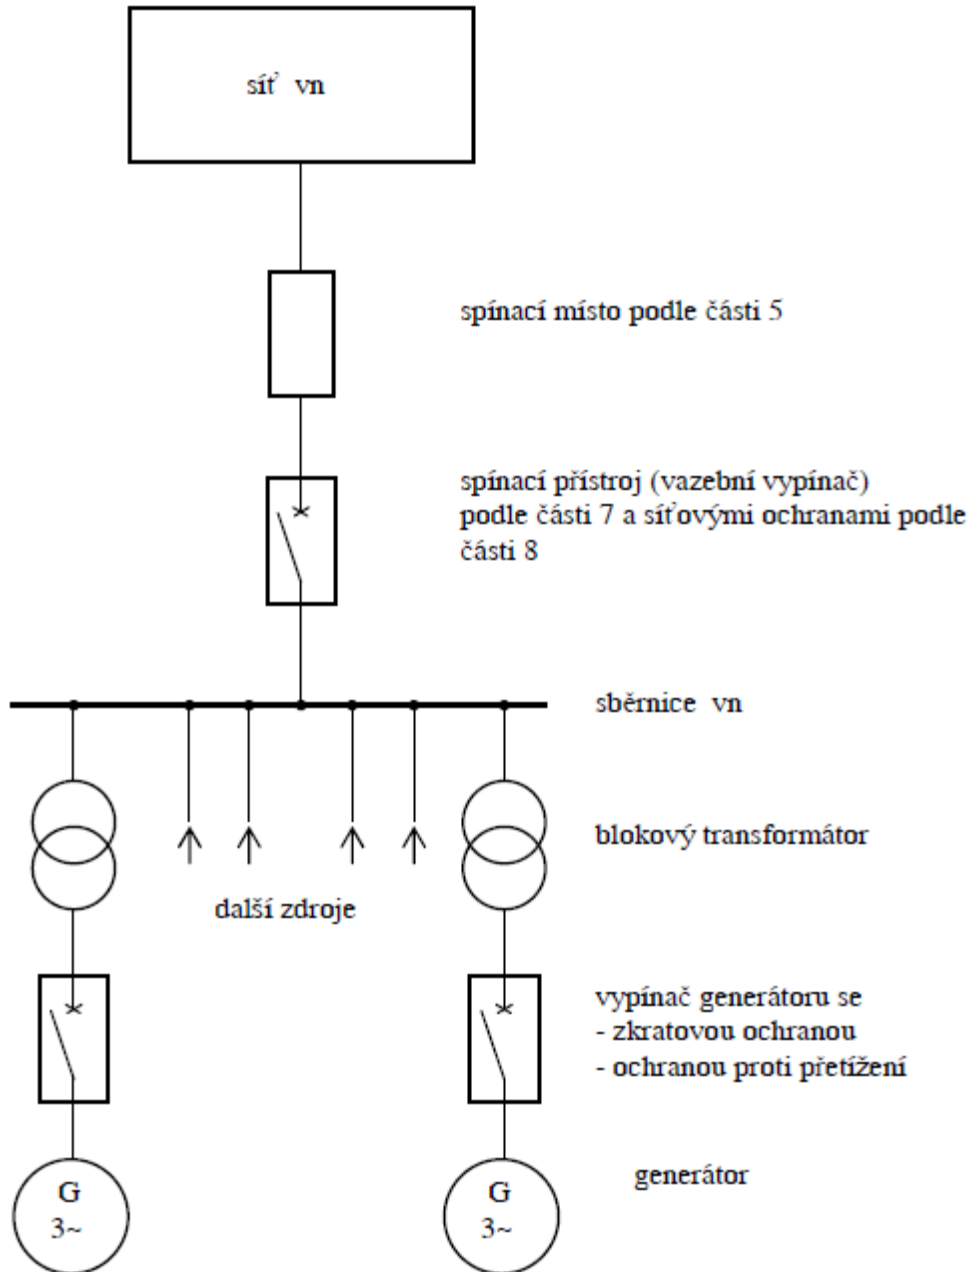 síť vn
spínací místo podle části 5
spínací přístroj (vazební vypínač)
podle části 7 a síťovými ochranami podle
části 8
sběrnice vn
blokový transformátor
další zdroje
vypínač generátoru se
- zkratovou ochranou
- ochranou proti přetížení
generátor
G
3~
G
3~